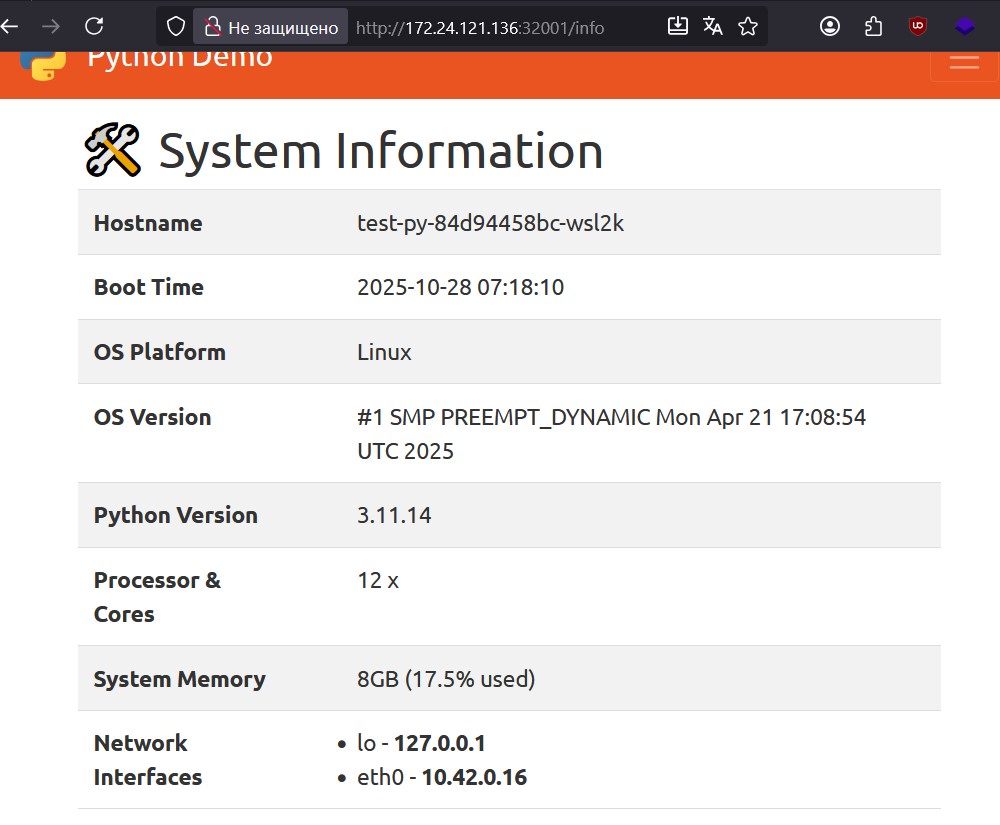 Не защищено http://172.24.121.136:32001/info
Python Demo
System Information
Hostname test-py-84d94458bc-wsl2k
Boot Time 2025-10-28 07:18:10
OS Platform Linux
OS Version #1 SMP PREEMPT_DYNAMIC Mon Apr 21 17:08:54
UTC 2025
Python Version 3.11.14
Processor & 12 x
Cores
System Memory 8GB (17.5% used)
Network • lo - 127.0.0.1
Interfaces • eth0 - 10.42.0.16